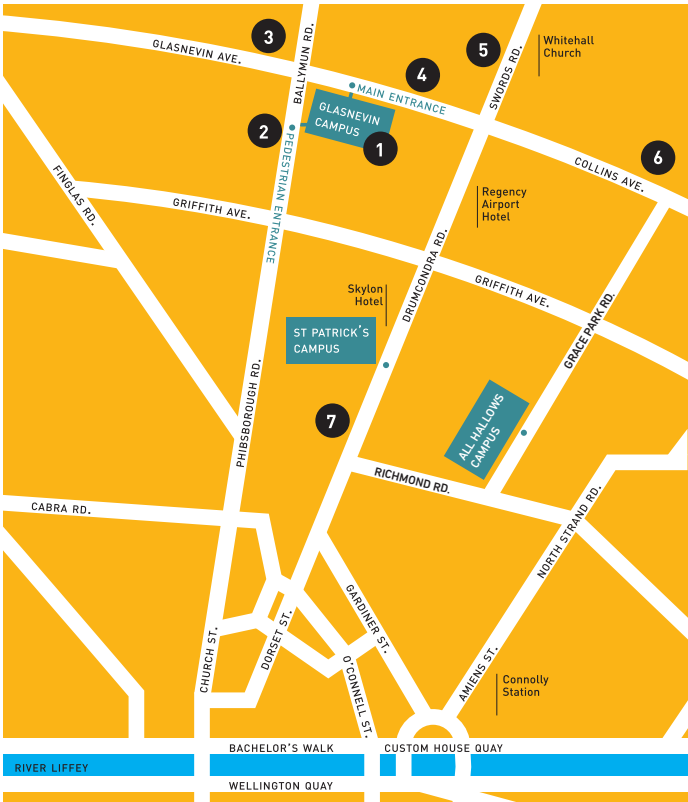 BALLYMUN RD.
3
GLASNEVIN AVE.
5
SWORDS RD.
Whitehall
Church
4
MAIN ENTRANCE
GLASNEVIN
CAMPUS
1
2
PEDESTRIAN ENTRANCE
6
COLLINS AVE.
FINGLAS RD.
GRIFFITH AVE.
Regency
Airport
Hotel
DRUMCONDRA RD.
GRIFFITH AVE.
Skylon
Hotel
ST PATRICK'S
CAMPUS
GRACE PARK RD.
PHIBSBOROUGH RD.
7
ALL HALLOWS
CAMPUS
RICHMOND RD.
CABRA RD.
NORTH STRAND RD.
GARDINER ST.
DORSET ST.
CHURCH ST.
O'CONNELL ST.
AMIENS ST.
Connolly
Station
BACHELOR'S WALK
CUSTOM HOUSE QUAY
RIVER LIFFEY
WELLINGTON QUAY